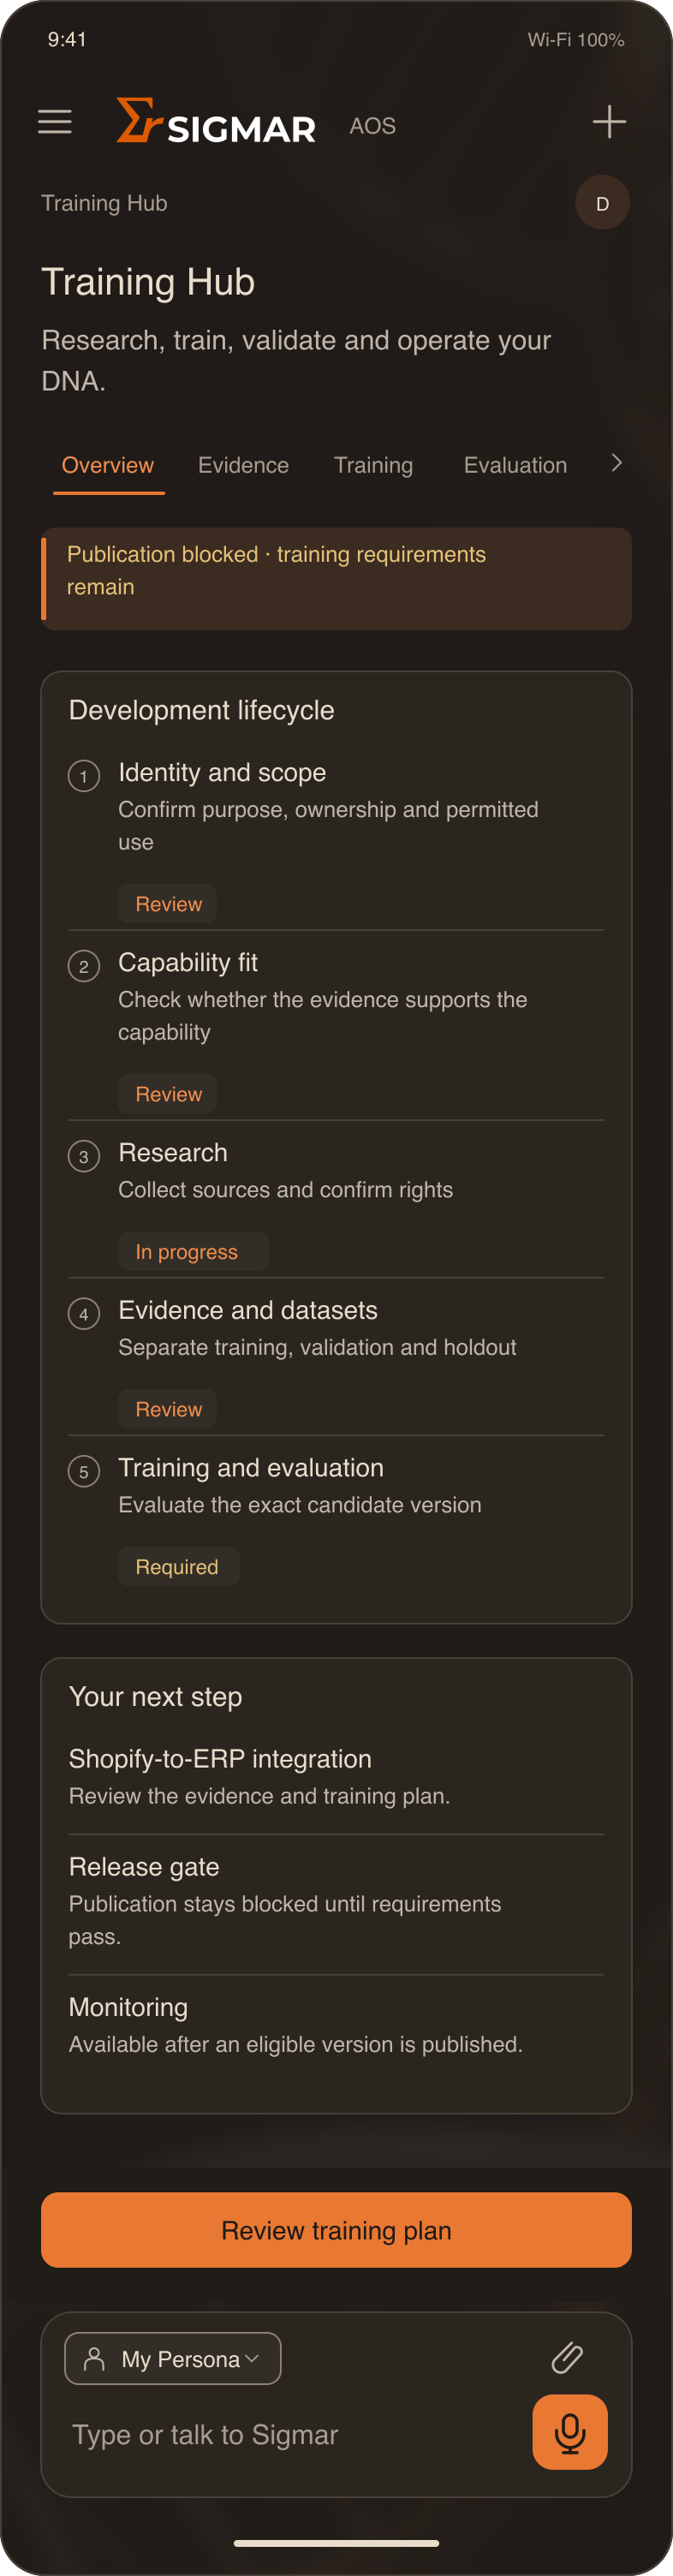 9:41
Wi-Fi 100%
Σr SIGMAR
AOS
Training Hub
D
Training Hub
Research, train, validate and operate your
DNA.
Overview
Evidence
Training
Evaluation
Publication blocked · training requirements
remain
Development lifecycle
1
Identity and scope
Confirm purpose, ownership and permitted
use
Review
2
Capability fit
Check whether the evidence supports the
capability
Review
3
Research
Collect sources and confirm rights
In progress
4
Evidence and datasets
Separate training, validation and holdout
Review
5
Training and evaluation
Evaluate the exact candidate version
Required
Your next step
Shopify-to-ERP integration
Review the evidence and training plan.
Release gate
Publication stays blocked until requirements
pass.
Monitoring
Available after an eligible version is published.
Review training plan
My Persona
Type or talk to Sigmar